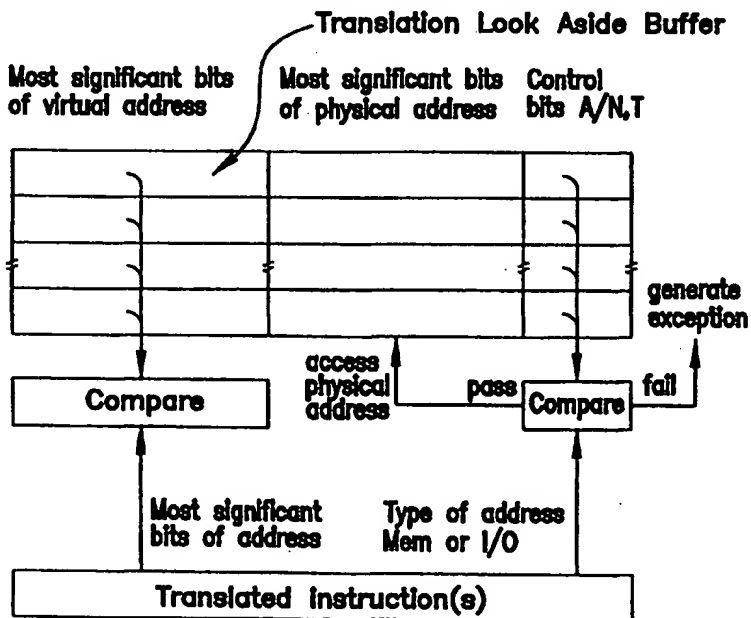 Translation Look Aside Buffer
Most significant bits
of virtual address
Most significant bits
of physical address
Control
bits A/N,T
generate
exception
access
physical
address
pass
fail
Compare
Compare
Most significant
bits of address
Type of address
Mem or I/O
Translated instruction(s)